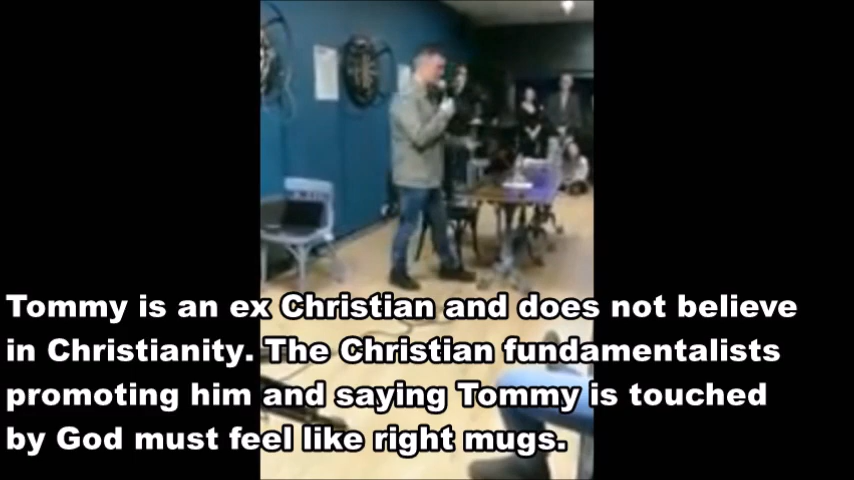 Tommy is an ex Christian and does not believe
in Christianity. The Christian fundamentalists
promoting him and saying Tommy is touched
by God must feel like right mugs.